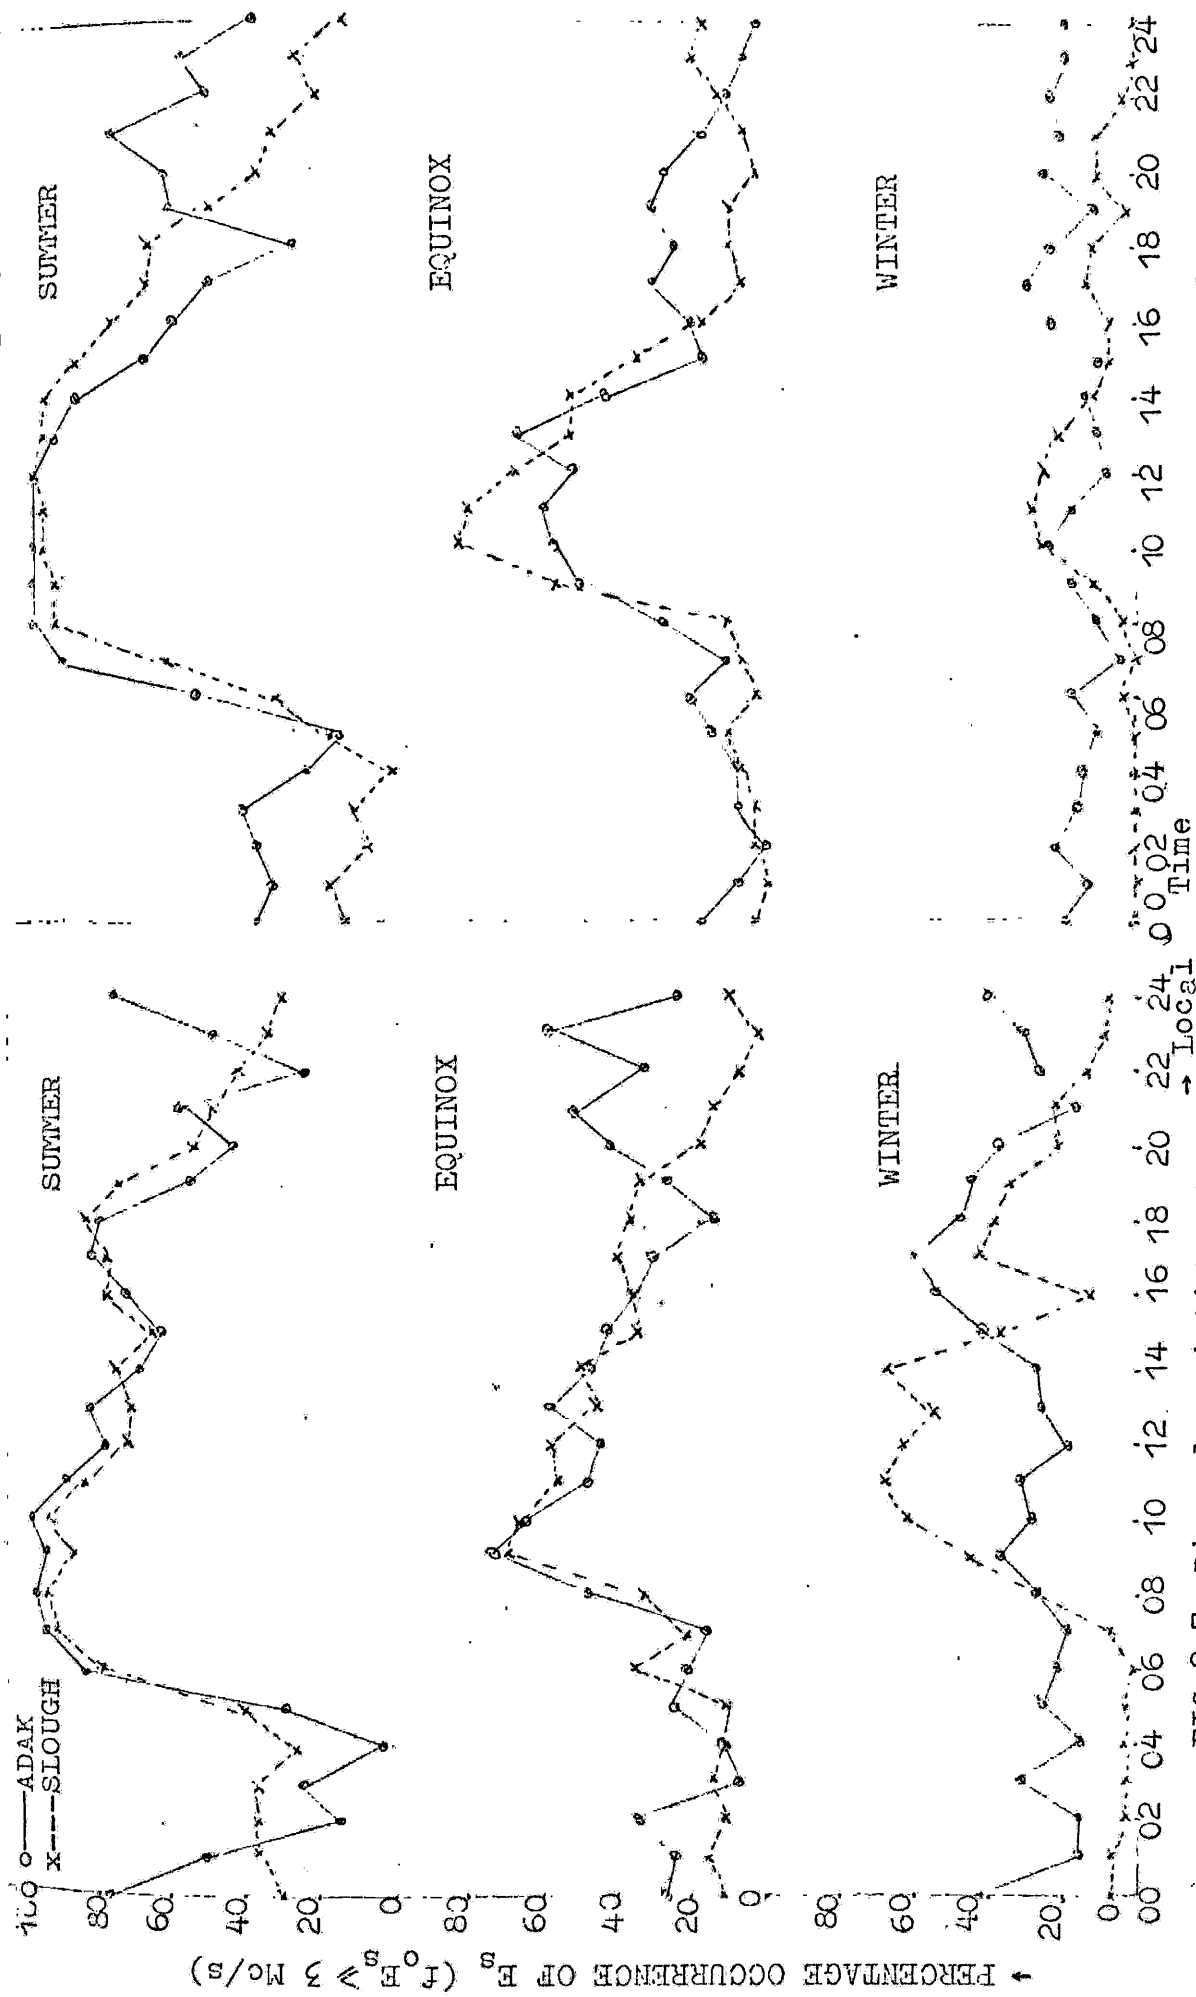 100
o——ADAK
x----SLOUGH
SUMMER
SUMMER
80
60
40
20
0
EQUINOX
EQUINOX
80
60
40
20
0
WINTER
WINTER
80
60
40
20
0
→ PERCENTAGE OCCURRENCE OF Es (foEs ≥ 3 Mc/s)
00 02 04 06 08 10 12 14 16 18 20 22 24
00 02 04 06 08 10 12 14 16 18 20 22 24
→ Local Time